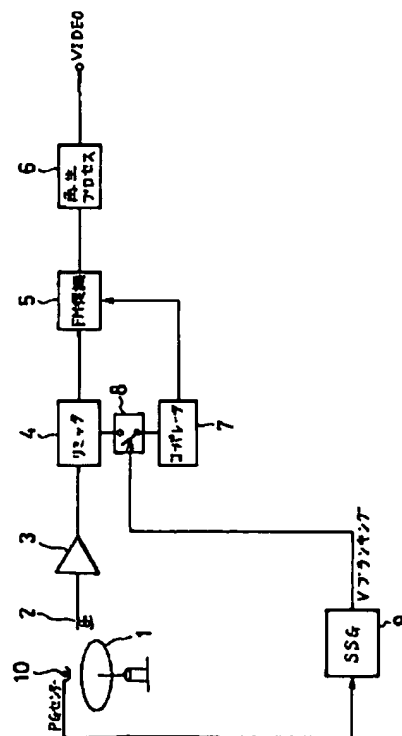 VIDEO
6
再生
プロセス
5
FM復調
4
リミッタ
8
コンパレータ
7
3
2
10
1
PGセンサー
Vブランキング
SSG
9